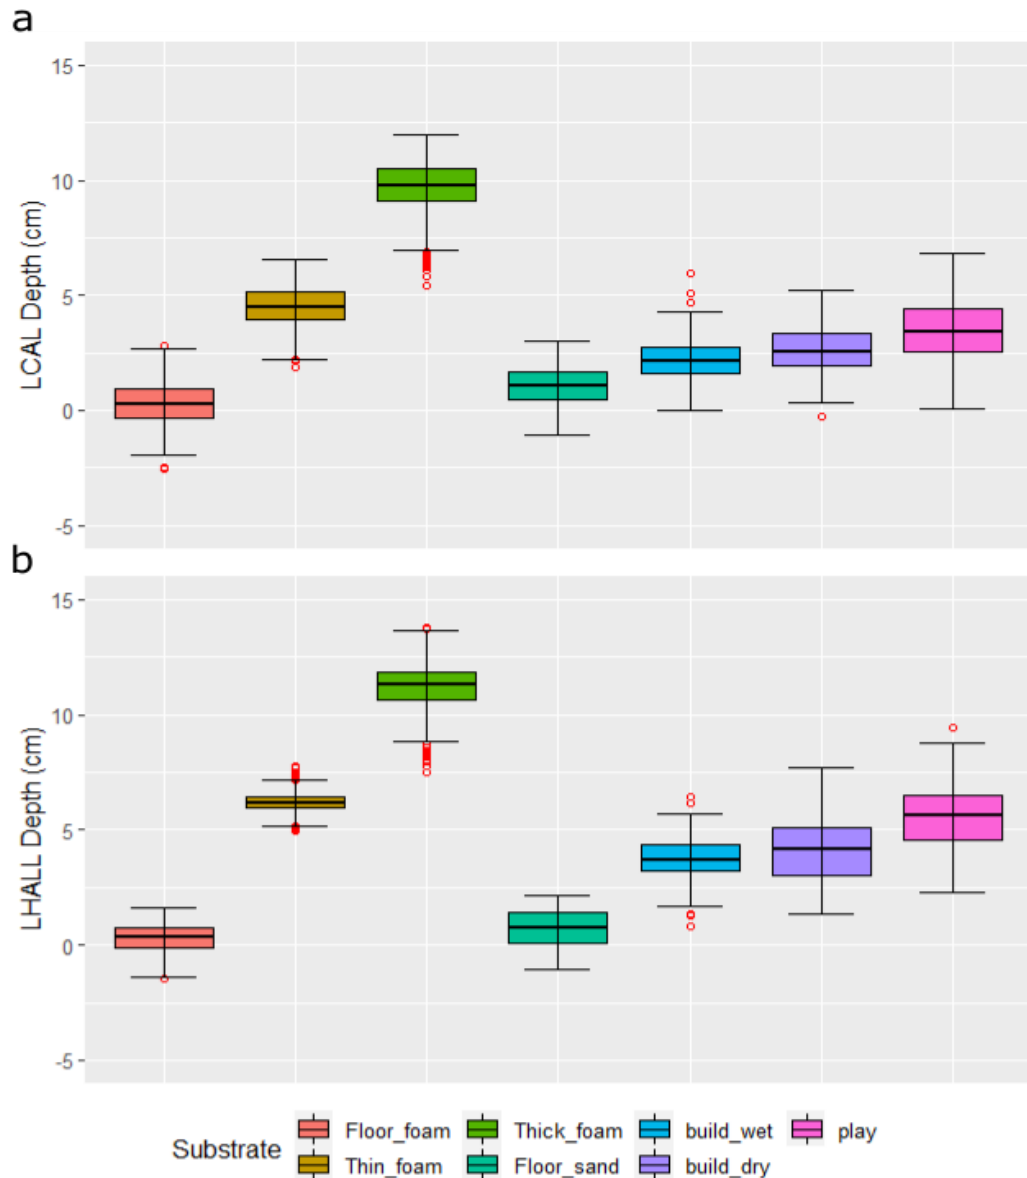 a
15
10
5
0
-5
LCAL Depth (cm)
b
15
10
5
0
-5
LHALL Depth (cm)
Substrate
Floor_foam Thick_foam build_wet play
Thin_foam Floor_sand build_dry